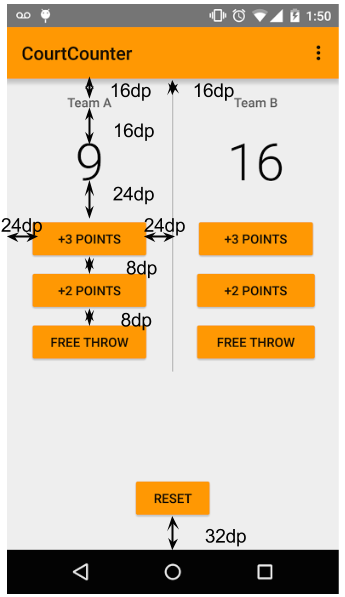 1:50
CourtCounter
16dp 16dp
Team A Team B
16dp
9 16
24dp
24dp 24dp
+3 POINTS +3 POINTS
8dp
+2 POINTS +2 POINTS
8dp
FREE THROW FREE THROW
RESET
32dp